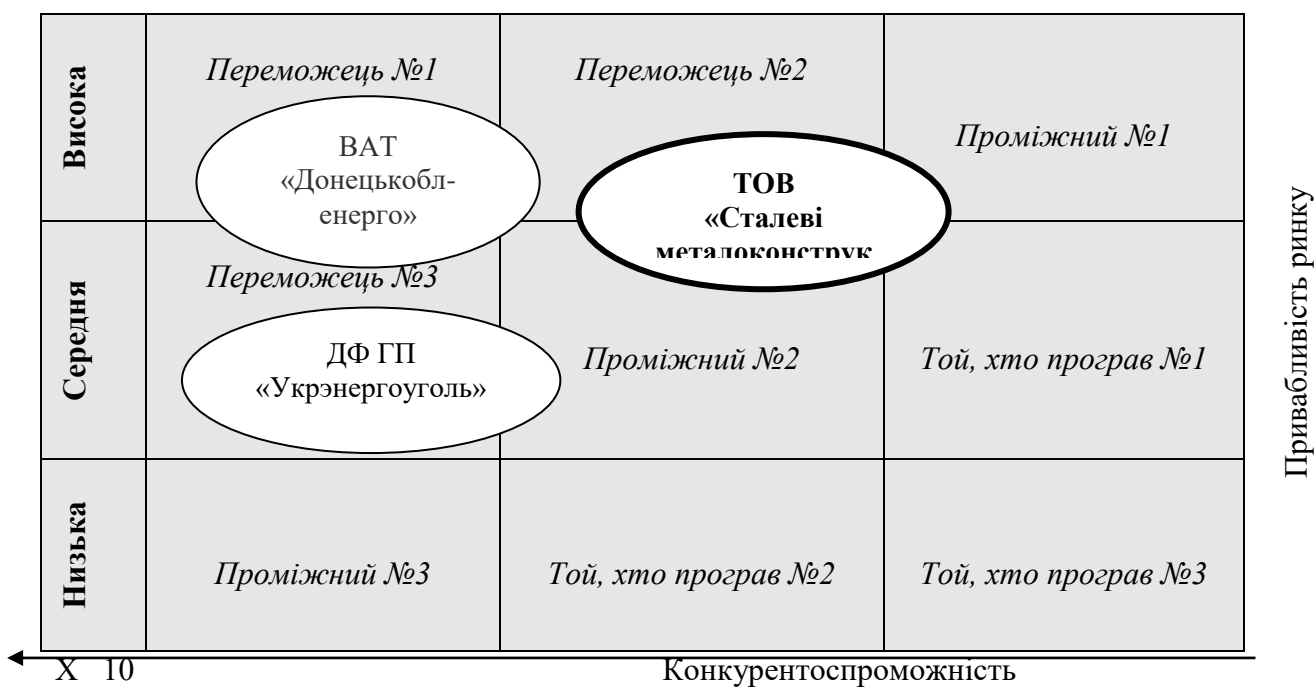 Висока
Переможець №1
Переможець №2
Проміжний №1
ВАТ
«Донецькобл-
енерго»
ТОВ
«Сталеві
металоконструк
Середня
Переможець №3
ДФ ГП
«Укрэнергоуголь»
Проміжний №2
Той, хто програв №1
Низька
Проміжний №3
Той, хто програв №2
Той, хто програв №3
Привабливість ринку
X 10
Конкурентоспроможність